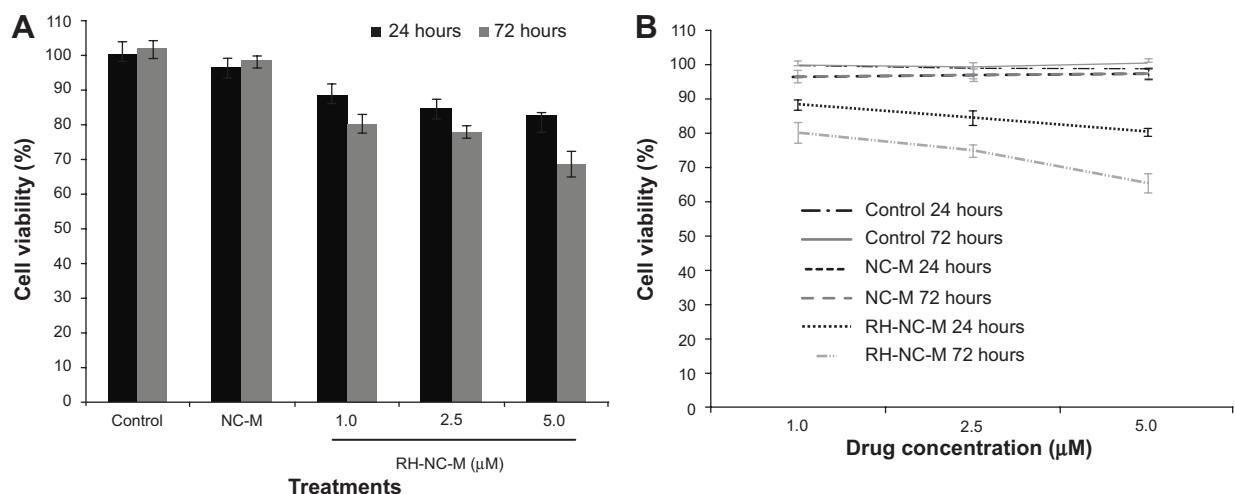 A
Cell viability (%)
110
100
90
80
70
60
50
40
30
20
10
0
24 hours 72 hours
Control NC-M 1.0 2.5 5.0
RH-NC-M (μM)
Treatments
B
Cell viability (%)
110
100
90
80
70
60
50
40
30
20
10
0
Control 24 hours
Control 72 hours
NC-M 24 hours
NC-M 72 hours
RH-NC-M 24 hours
RH-NC-M 72 hours
1.0 2.5 5.0
Drug concentration (μM)